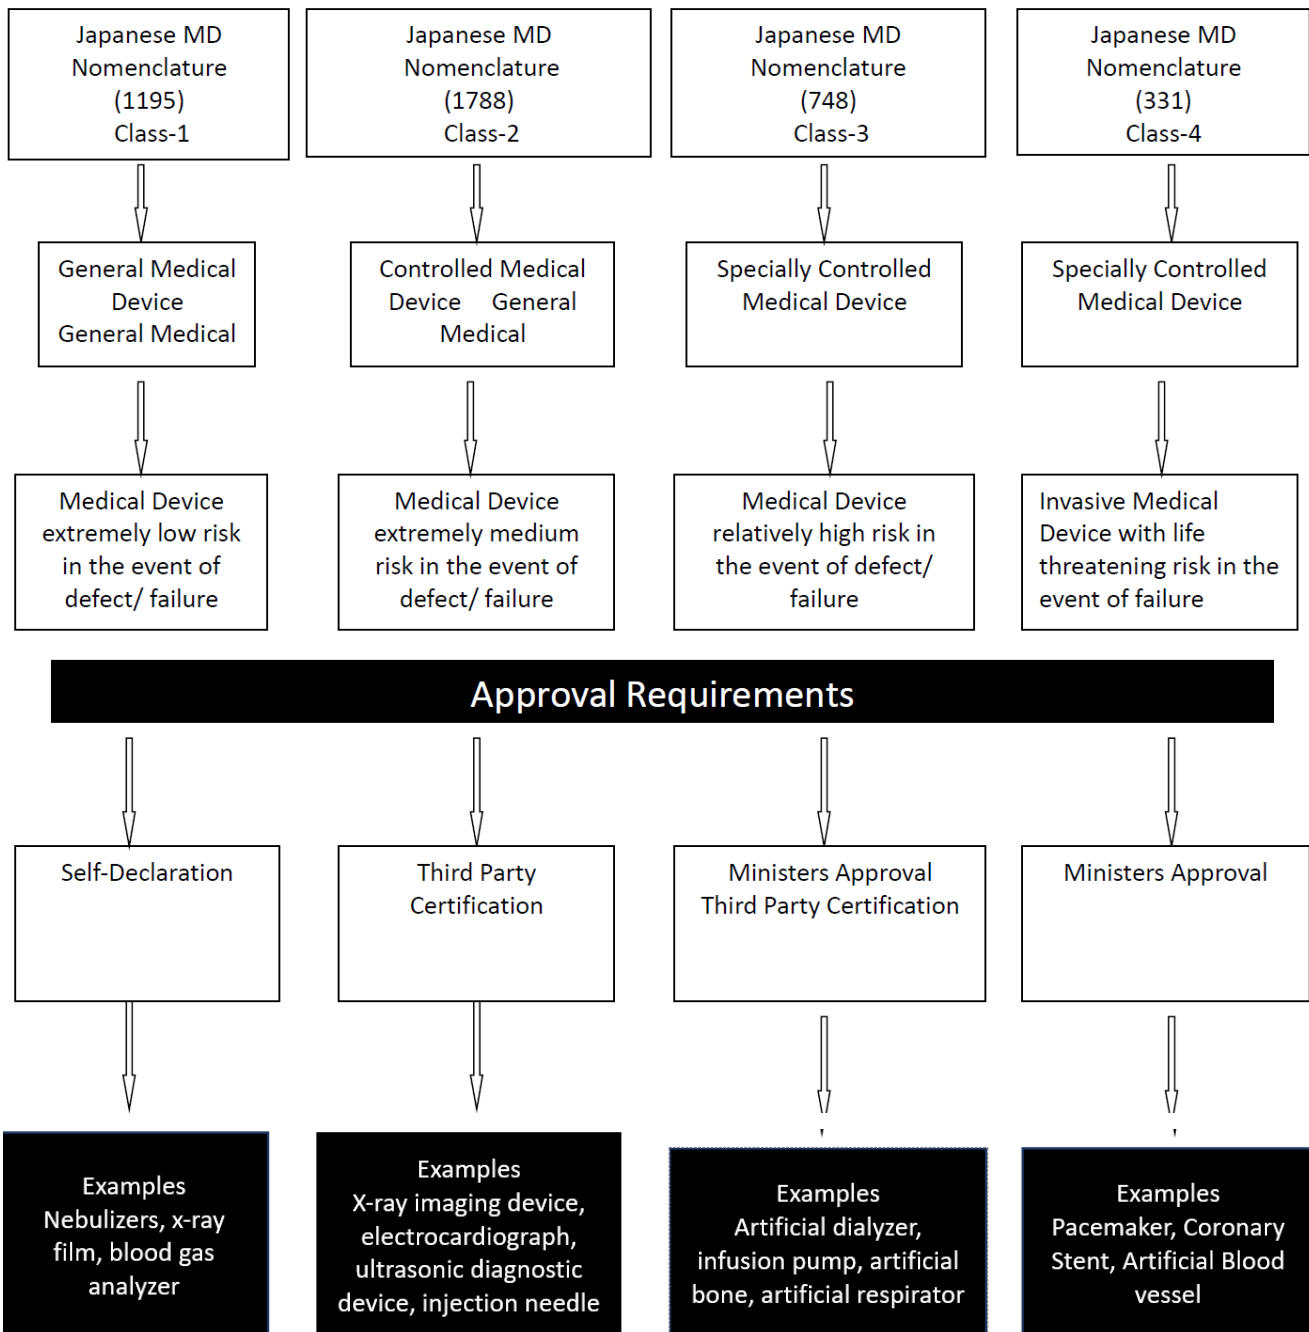 Japanese MD
Nomenclature
(1195)
Class-1
Japanese MD
Nomenclature
(1788)
Class-2
Japanese MD
Nomenclature
(748)
Class-3
Japanese MD
Nomenclature
(331)
Class-4
General Medical
Device
General Medical
Controlled Medical
Device General
Medical
Specially Controlled
Medical Device
Specially Controlled
Medical Device
Medical Device
extremely low risk
in the event of
defect/ failure
Medical Device
extremely medium
risk in the event of
defect/ failure
Medical Device
relatively high risk in
the event of defect/
failure
Invasive Medical
Device with life
threatening risk in the
event of failure
Approval Requirements
Self-Declaration
Third Party
Certification
Ministers Approval
Third Party Certification
Ministers Approval
Examples
Nebulizers, x-ray
film, blood gas
analyzer
Examples
X-ray imaging device,
electrocardiograph,
ultrasonic diagnostic
device, injection needle
Examples
Artificial dialyzer,
infusion pump, artificial
bone, artificial respirator
Examples
Pacemaker, Coronary
Stent, Artificial Blood
vessel